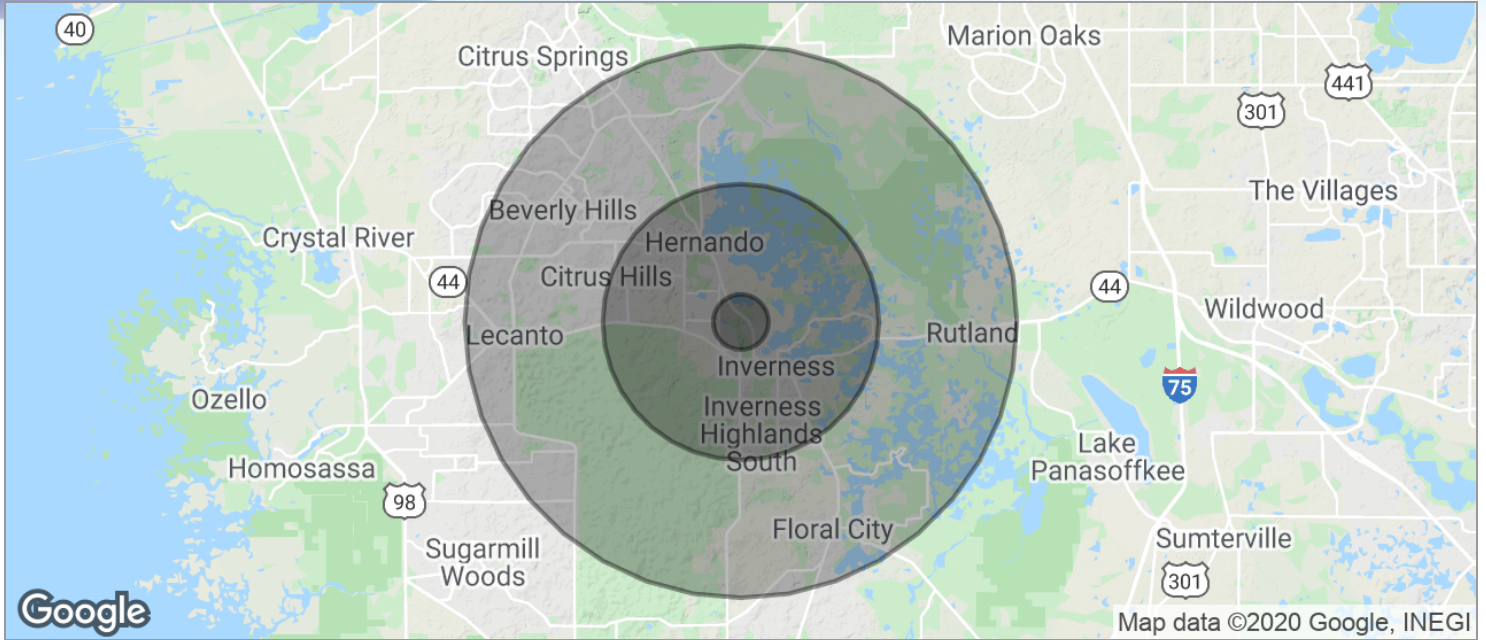 40
Citrus Springs
Marion Oaks
441
301
The Villages
Beverly Hills
Crystal River
Hernando
Citrus Hills
44
44
Wildwood
Lecanto
Rutland
Inverness
75
Ozello
Inverness
Highlands
South
Lake
Panasoffkee
Homosassa
98
Floral City
Sumterville
Sugarmill
Woods
301
Google
Map data ©2020 Google, INEGI